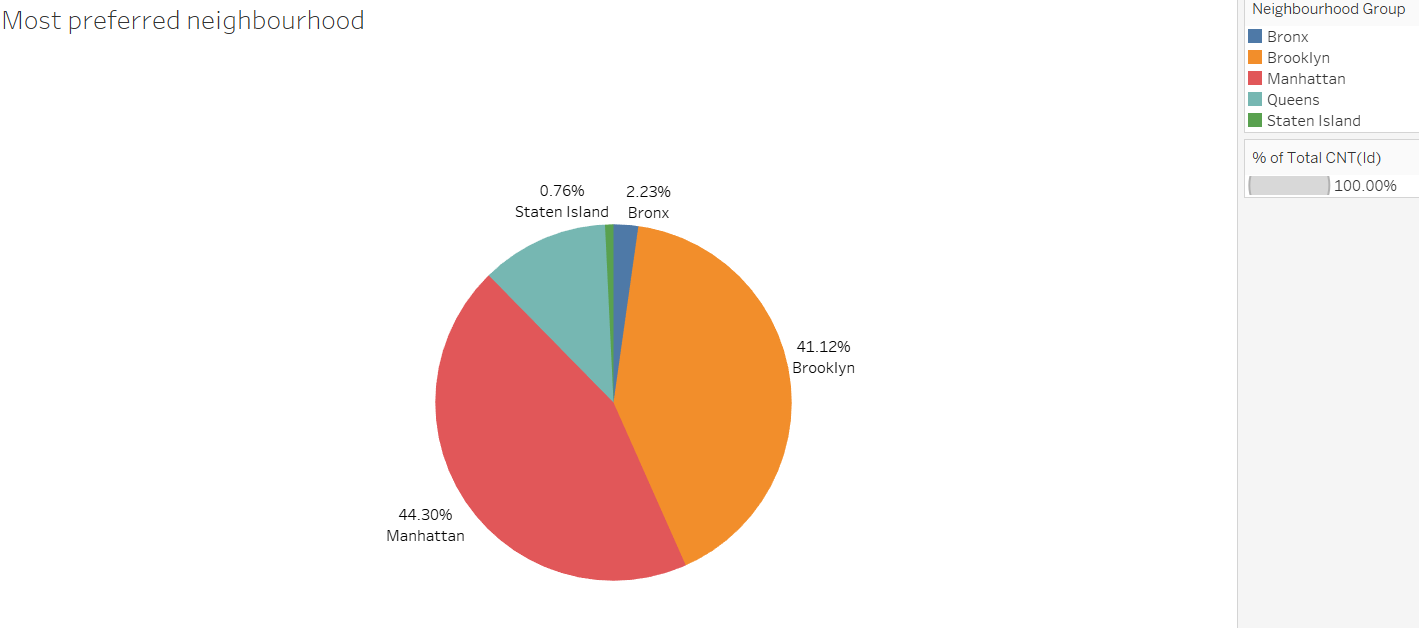 Most preferred neighbourhood
0.76%
Staten Island
2.23%
Bronx
41.12%
Brooklyn
44.30%
Manhattan
Neighbourhood Group
Bronx
Brooklyn
Manhattan
Queens
Staten Island
% of Total CNT(Id)
100.00%